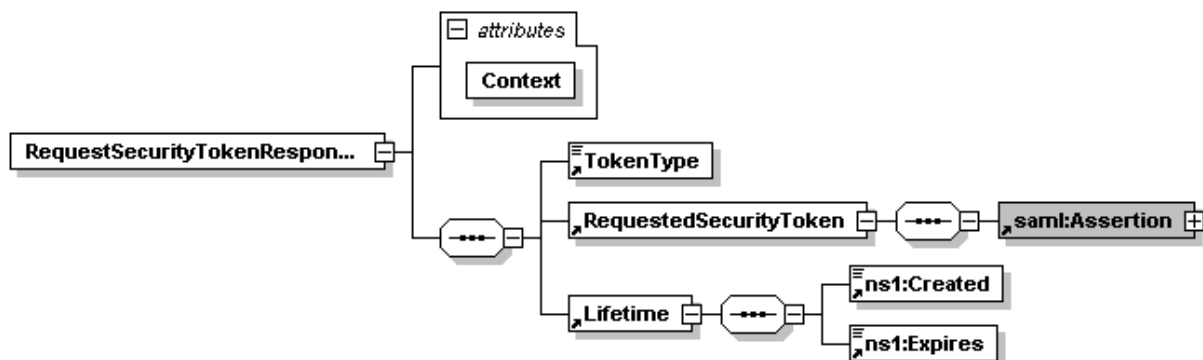 attributes
Context
RequestSecurityTokenRespon...
TokenType
RequestedSecurityToken
saml:Assertion
Lifetime
ns1:Created
ns1:Expires